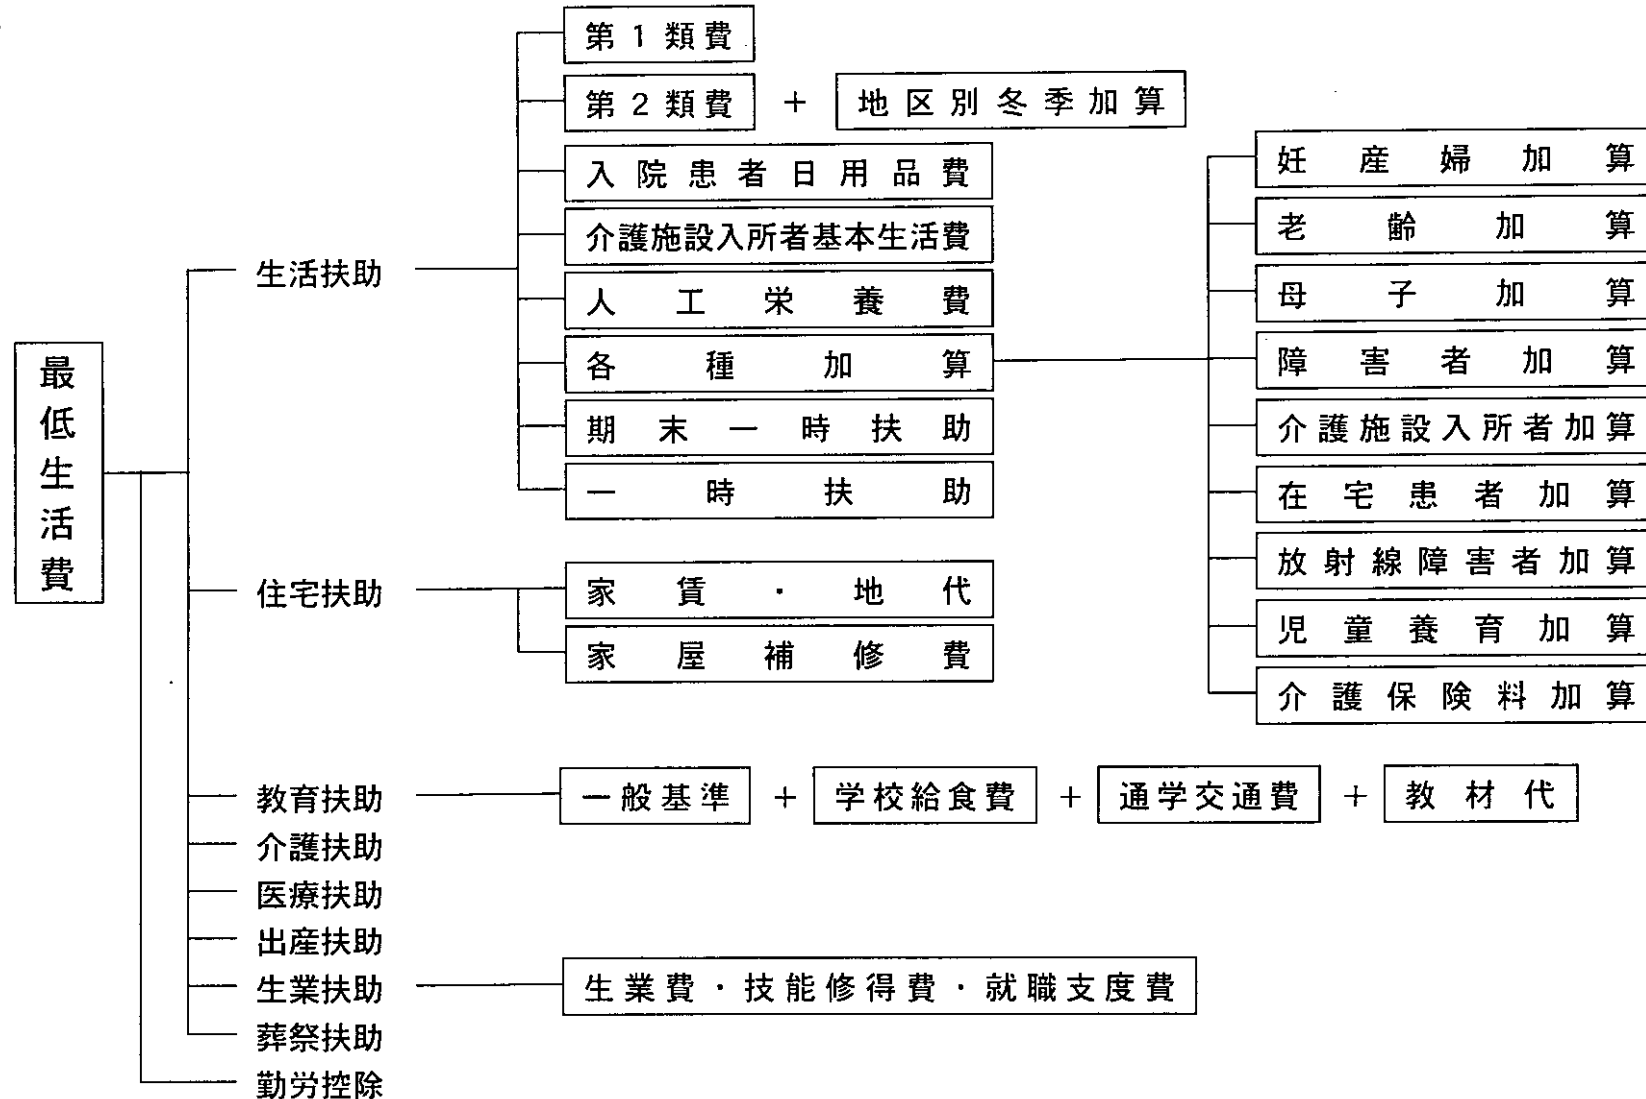 最低生活費
生活扶助
第１類費
第２類費 ＋ 地区別冬季加算
入院患者日用品費
介護施設入所者基本生活費
人工栄養費
各種加算
期末一時扶助
一時扶助
妊産婦加算
老齢加算
母子加算
障害者加算
介護施設入所者加算
在宅患者加算
放射線障害者加算
児童養育加算
介護保険料加算
住宅扶助
家賃・地代
家屋補修費
教育扶助 一般基準 ＋ 学校給食費 ＋ 通学交通費 ＋ 教材代
介護扶助
医療扶助
出産扶助
生業扶助 生業費・技能修得費・就職支度費
葬祭扶助
勤労控除